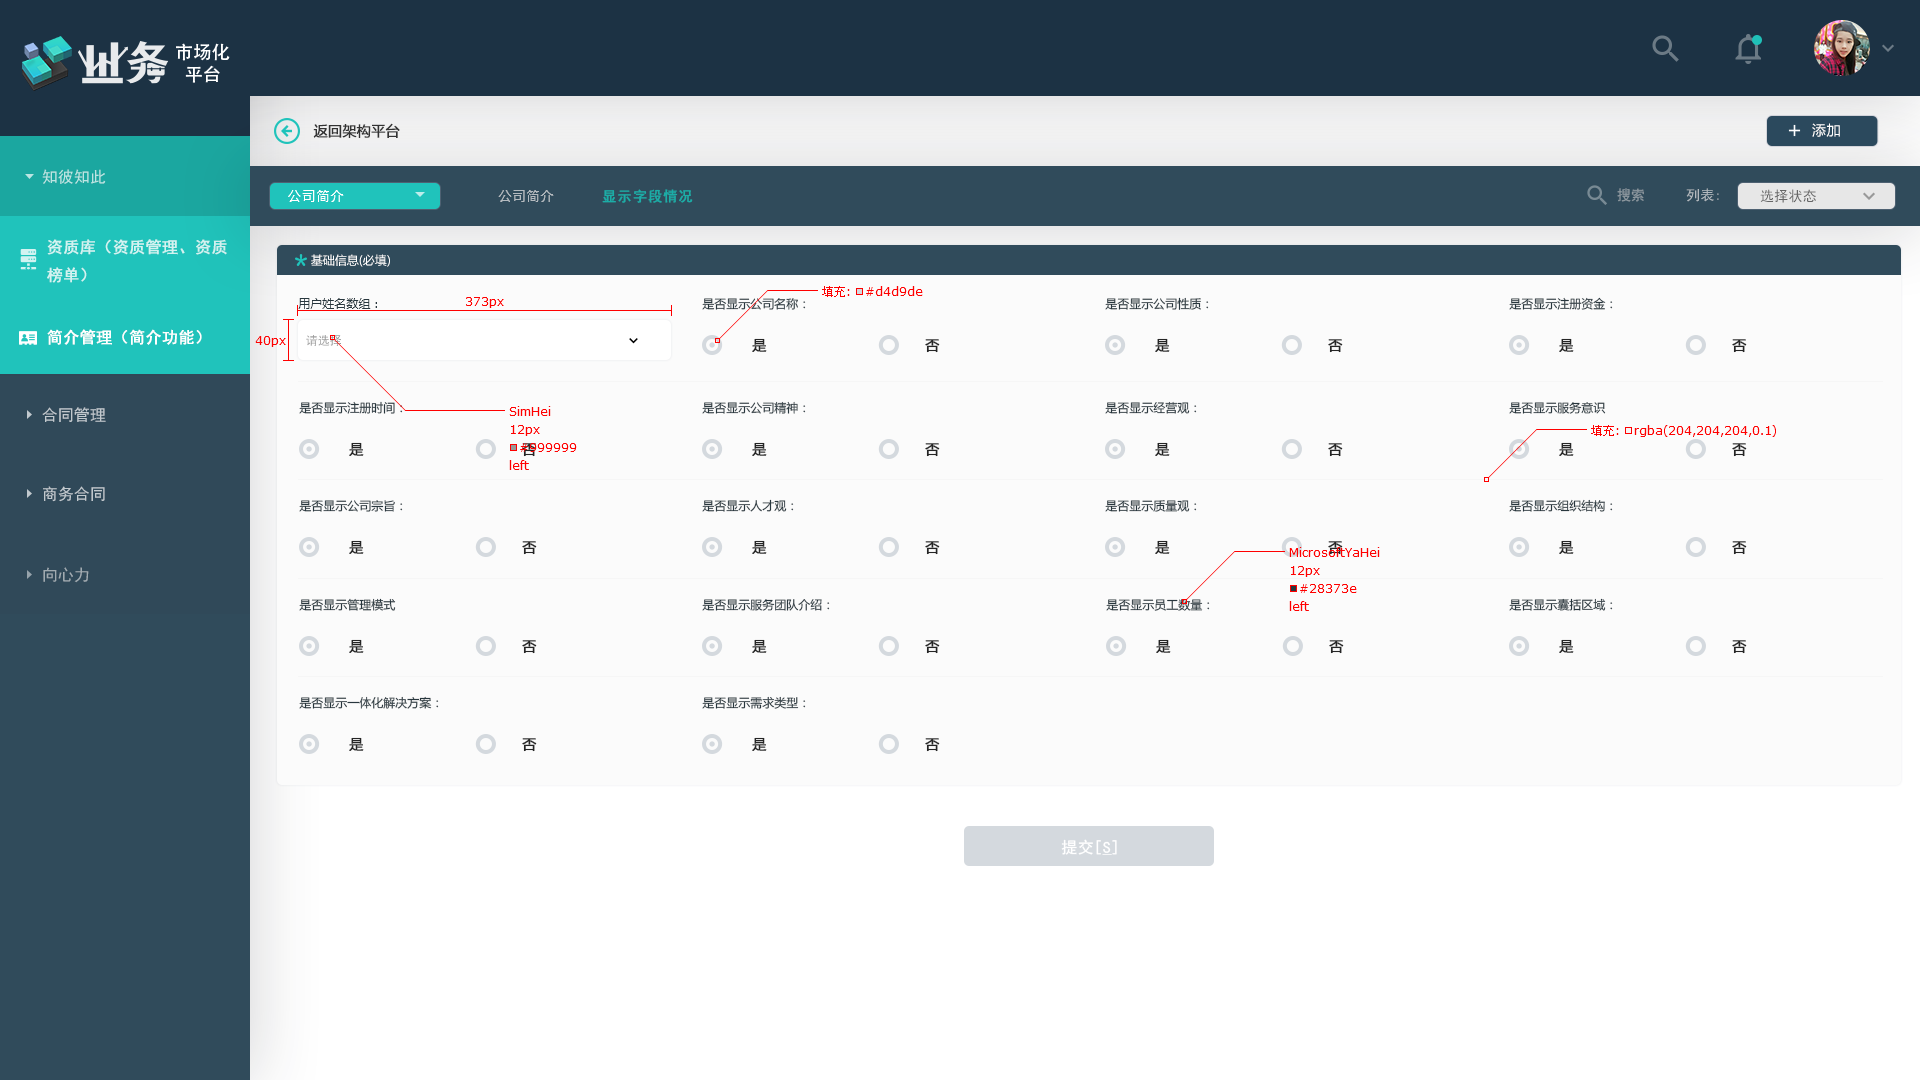 业务 市场化
平台
返回架构平台
+ 添加
知彼知此
公司简介
公司简介
显示字段情况
搜索
列表:
选择状态
资质库（资质管理、资质
榜单）
简介管理（简介功能）
合同管理
商务合同
向心力
基础信息(必填)
用户姓名数组：
373px
40px
请选择
是否显示公司名称：
填充: #d4d9de
是 否
是否显示公司性质：
是 否
是否显示注册资金：
是 否
是否显示注册时间：
是 否
SimHei
12px
#999999
left
是否显示公司精神：
是 否
是否显示经营观：
是 否
是否显示服务意识
填充: rgba(204,204,204,0.1)
是 否
是否显示公司宗旨：
是 否
是否显示人才观：
是 否
是否显示质量观：
是 否
MicrosoftYaHei
12px
#28373e
left
是否显示组织结构：
是 否
是否显示管理模式
是 否
是否显示服务团队介绍：
是 否
是否显示员工数量：
是 否
是否显示囊括区域：
是 否
是否显示一体化解决方案：
是 否
是否显示需求类型：
是 否
提交[S]